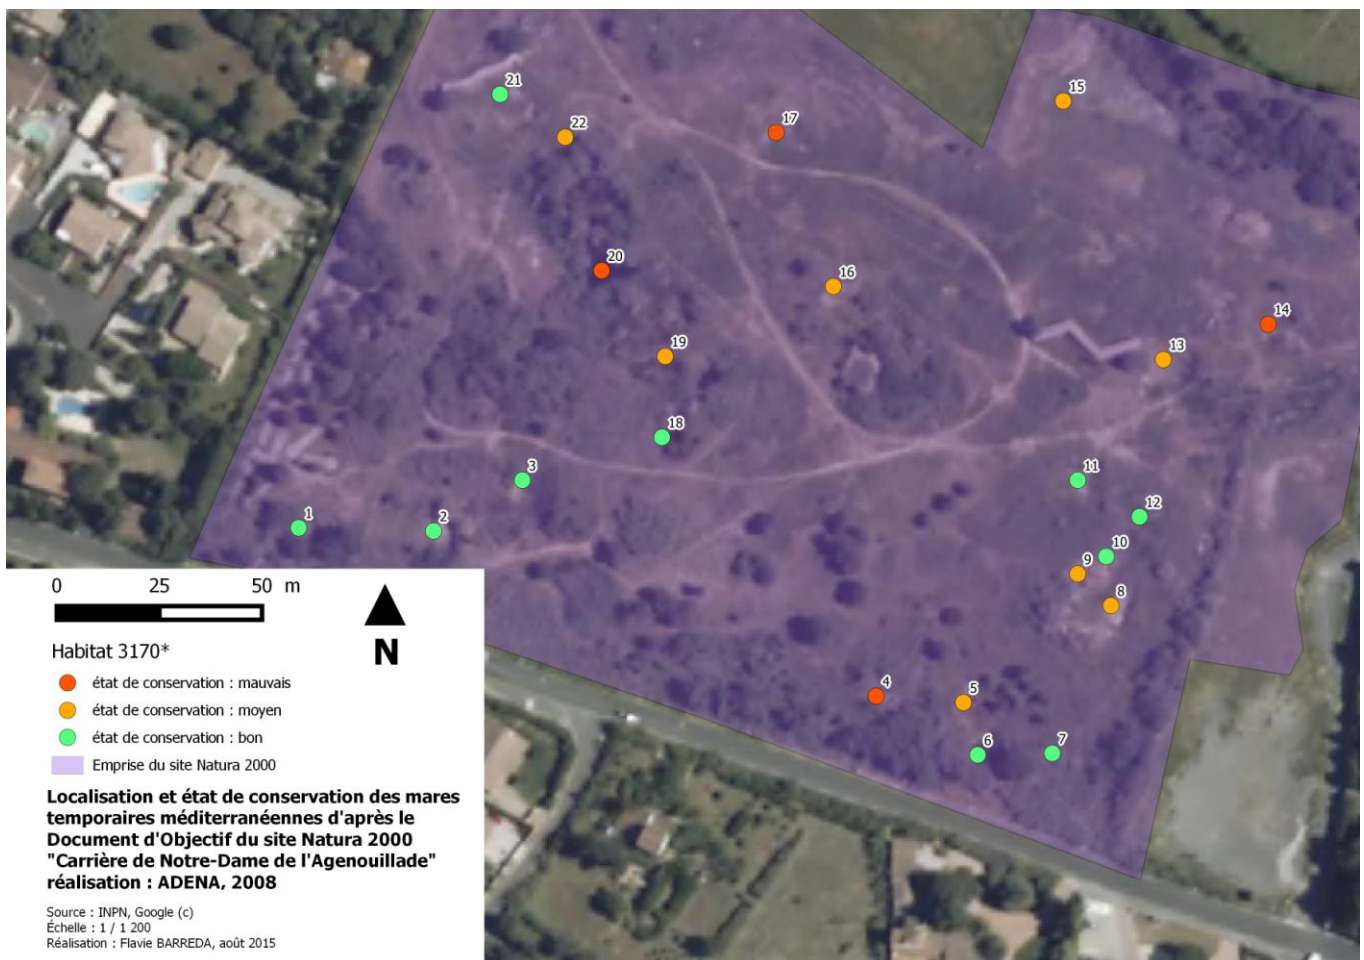 21
15
17
22
20
16
14
19
13
18
3
11
12
1
2
10
9
8
4
5
6
7
0 25 50 m
N
Habitat 3170*
état de conservation : mauvais
état de conservation : moyen
état de conservation : bon
Emprise du site Natura 2000
Localisation et état de conservation des mares
temporaires méditerranéennes d'après le
Document d'Objectif du site Natura 2000
"Carrière de Notre-Dame de l'Agenouillade"
réalisation : ADENA, 2008
Source : INPN, Google (c)
Échelle : 1 / 1 200
Réalisation : Flavie BARREDA, août 2015